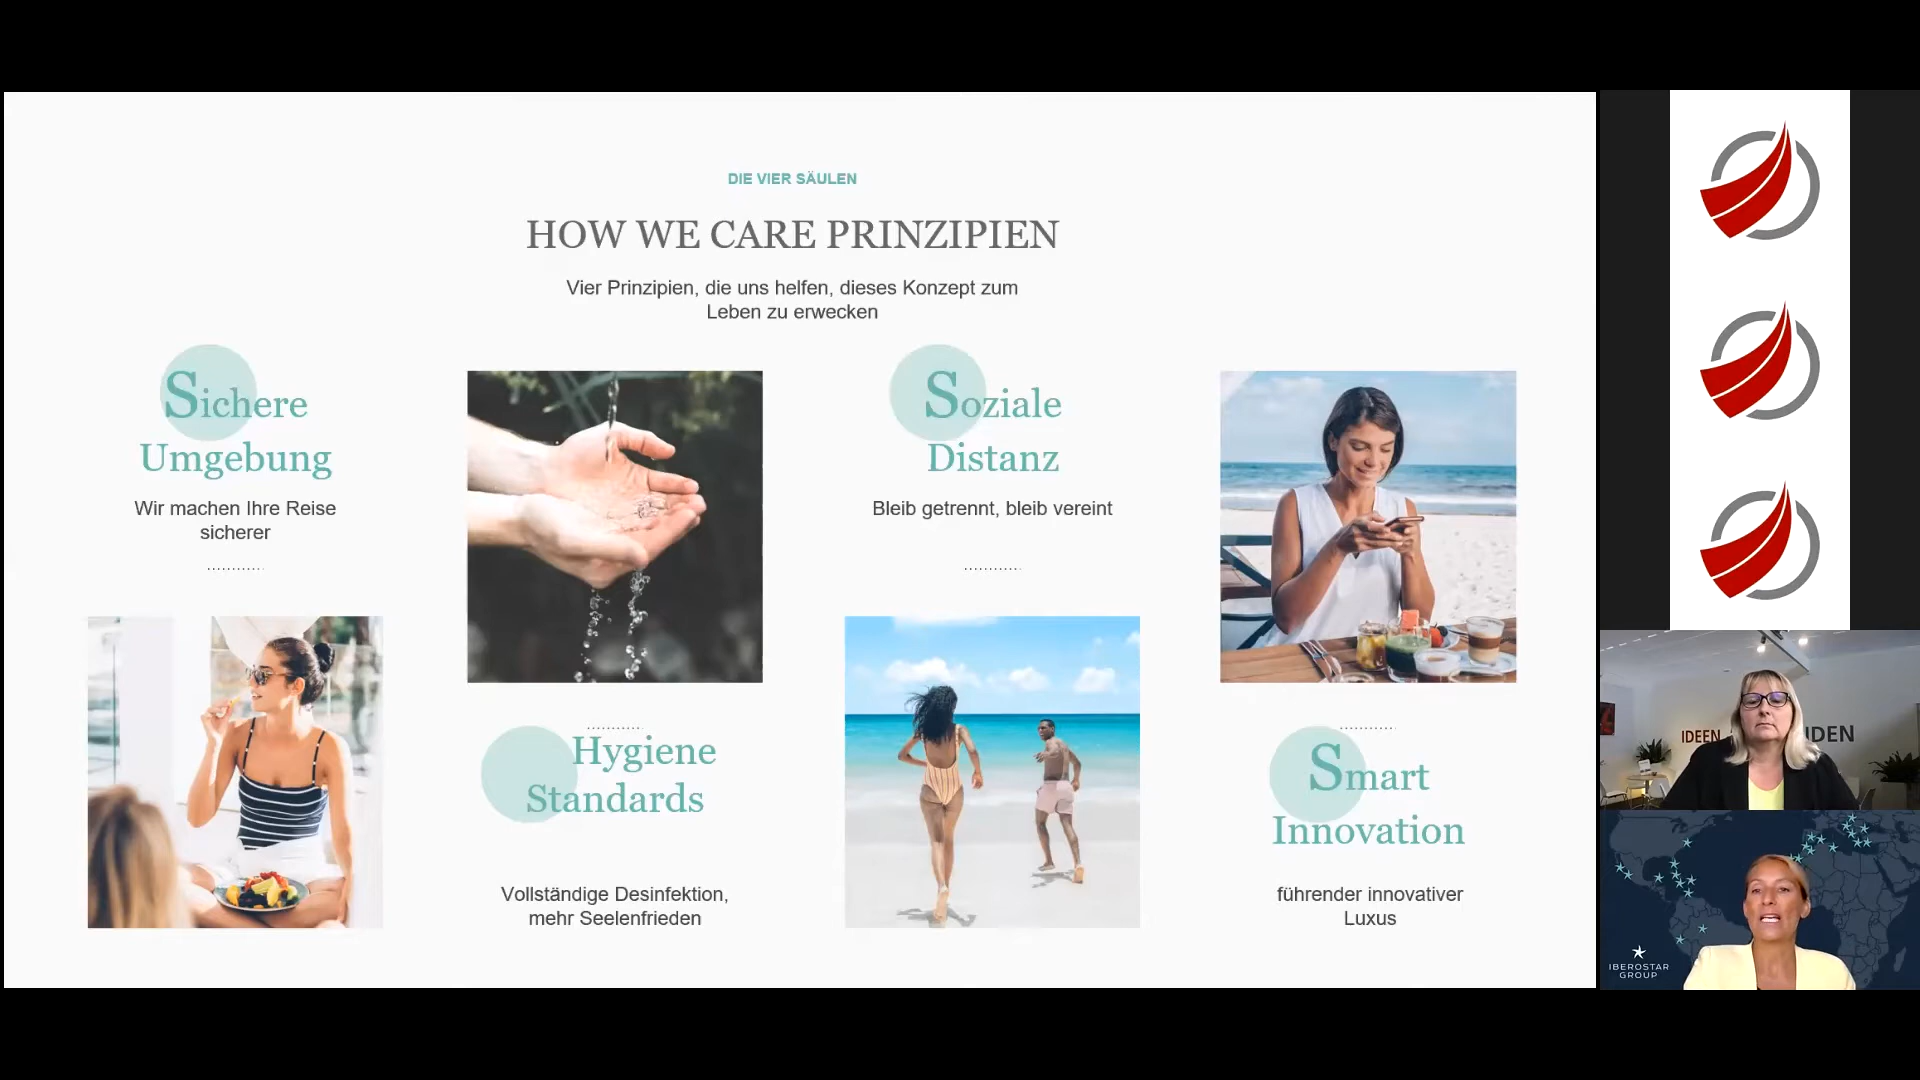 DIE VIER SÄULEN
HOW WE CARE PRINZIPIEN
Vier Prinzipien, die uns helfen, dieses Konzept zum
Leben zu erwecken
Sichere
Umgebung
Wir machen Ihre Reise
sicherer
Hygiene
Standards
Vollständige Desinfektion,
mehr Seelenfrieden
Soziale
Distanz
Bleib getrennt, bleib vereint
Smart
Innovation
führender innovativer
Luxus
IDEEN
IDEN
IBEROSTAR
GROUP